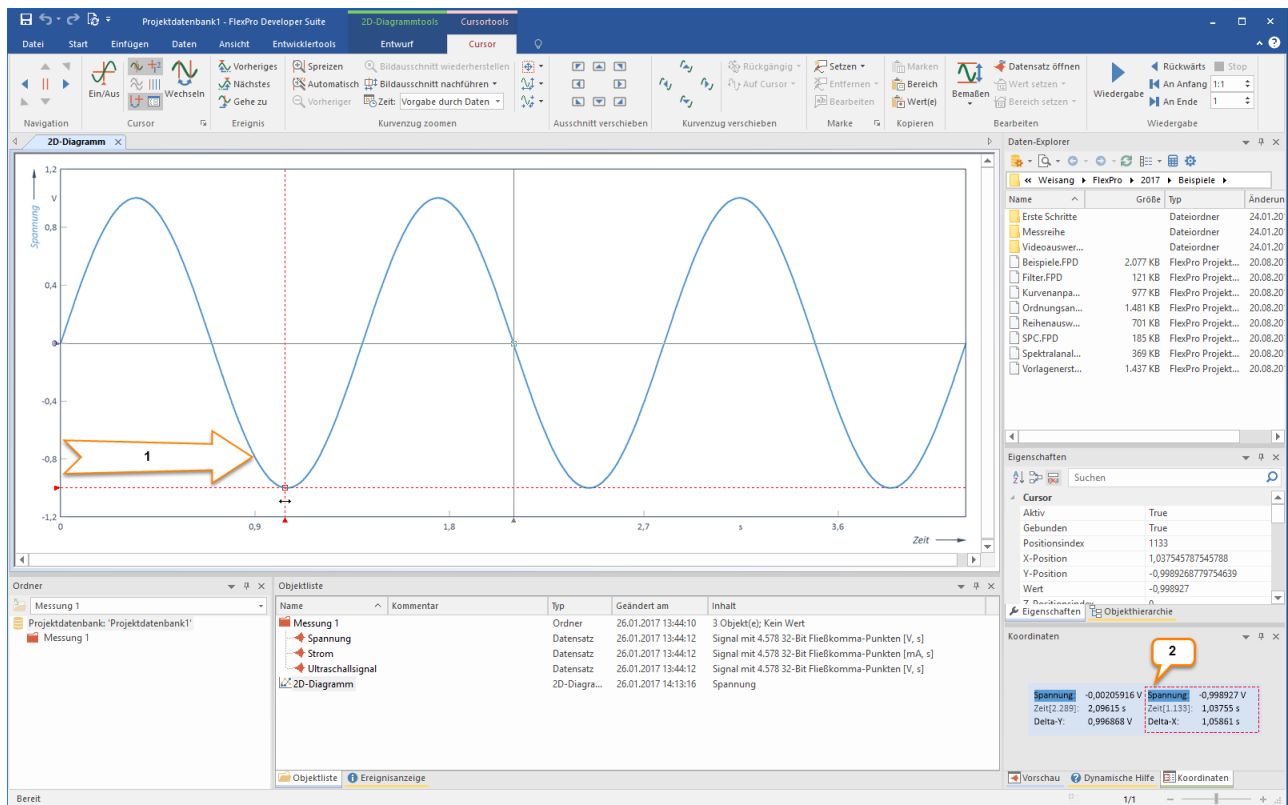 Projektdatenbank1 - FlexPro Developer Suite
2D-Diagrammtools Cursortools
Datei Start Einfügen Daten Ansicht Entwicklertools Entwurf Cursor
Ein/Aus
Wechseln
Vorheriges
Nächstes
Gehe zu
Spreizen
Automatisch
Vorheriger
Bildausschnitt wiederherstellen
Bildausschnitt nachführen
Zeit: Vorgabe durch Daten
Rückgängig
Auf Cursor
Setzen
Entfernen
Bearbeiten
Marken
Bereich
Wert(e)
Bemaßen
Datensatz öffnen
Wert setzen
Bereich setzen
Wiedergabe
Rückwärts Stop
An Anfang 1:1
An Ende 1
Navigation Cursor Ereignis Kurvenzug zoomen Ausschnitt verschieben Kurvenzug verschieben Marke Kopieren Bearbeiten Wiedergabe
2D-Diagramm
1,2
V
0,8
0,4
0
-0,4
-0,8
-1,2
Spannung
1
0 0,9 1,8 2,7 s 3,6
Zeit
Daten-Explorer
« Weisang FlexPro 2017 Beispiele
Name Größe Typ Änderun
Erste Schritte Dateiordner 24.01.20
Messreihe Dateiordner 24.01.20
Videoauswer... Dateiordner 24.01.20
Beispiele.FPD 2.077 KB FlexPro Projekt... 20.08.20
Filter.FPD 121 KB FlexPro Projekt... 20.08.20
Kurvenanpa... 977 KB FlexPro Projekt... 20.08.20
Ordnungsan... 1.481 KB FlexPro Projekt... 20.08.20
Reihenausw... 701 KB FlexPro Projekt... 20.08.20
SPC.FPD 185 KB FlexPro Projekt... 20.08.20
Spektralanal... 369 KB FlexPro Projekt... 20.08.20
Vorlagenerst... 1.437 KB FlexPro Projekt... 20.08.20
Eigenschaften
Suchen
Cursor
Aktiv True
Gebunden True
Positionsindex 1133
X-Position 1,037545787545788
Y-Position -0,9989268779754639
Wert -0,998927
Z-Positionsindex 0
Eigenschaften Objekthierarchie
Ordner
Messung 1
Projektdatenbank: 'Projektdatenbank1'
Messung 1
Objektliste
Name Kommentar Typ Geändert am Inhalt
Messung 1 Ordner 26.01.2017 13:44:10 3 Objekt(e); Kein Wert
Spannung Datensatz 26.01.2017 13:44:12 Signal mit 4.578 32-Bit Fließkomma-Punkten [V, s]
Strom Datensatz 26.01.2017 13:44:12 Signal mit 4.578 32-Bit Fließkomma-Punkten [mA, s]
Ultraschallsignal Datensatz 26.01.2017 13:44:12 Signal mit 4.578 32-Bit Fließkomma-Punkten [V, s]
2D-Diagramm 2D-Diagra... 26.01.2017 14:13:16 Spannung
Objektliste Ereignisanzeige
Koordinaten
2
Spannung: -0,00205916 V Spannung: -0,998927 V
Zeit[2.289]: 2,09615 s Zeit[1.133]: 1,03755 s
Delta-Y: 0,996868 V Delta-X: 1,05861 s
Vorschau Dynamische Hilfe Koordinaten
Bereit 1/1